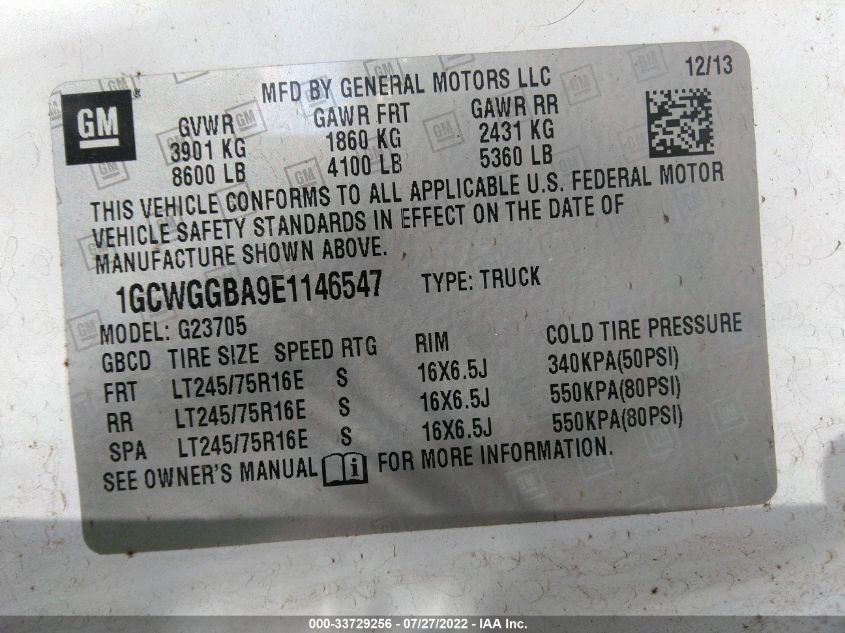 GM
MFD BY GENERAL MOTORS LLC
12/13
GVWR GAWR FRT GAWR RR
3901 KG 1860 KG 2431 KG
8600 LB 4100 LB 5360 LB
THIS VEHICLE CONFORMS TO ALL APPLICABLE U.S. FEDERAL MOTOR
VEHICLE SAFETY STANDARDS IN EFFECT ON THE DATE OF
MANUFACTURE SHOWN ABOVE.
1GCWGGBA9E1146547 TYPE: TRUCK
MODEL: G23705
GBCD TIRE SIZE SPEED RTG RIM COLD TIRE PRESSURE
FRT LT245/75R16E S 16X6.5J 340KPA(50PSI)
RR LT245/75R16E S 16X6.5J 550KPA(80PSI)
SPA LT245/75R16E S 16X6.5J 550KPA(80PSI)
SEE OWNER'S MANUAL FOR MORE INFORMATION.
000-33729256 - 07/27/2022 - IAA Inc.